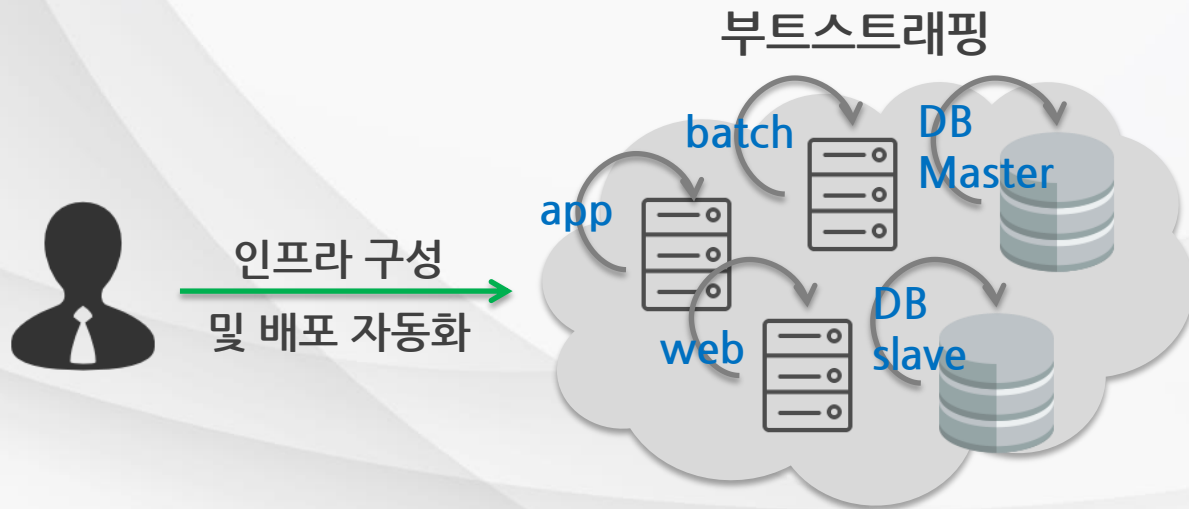 부트스트래핑
batch
DB
Master
app
인프라 구성
및 배포 자동화
web
DB
slave